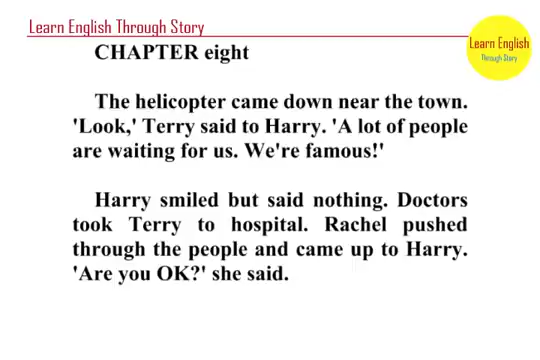 Learn English Through Story
Learn English
Through Story
CHAPTER eight
The helicopter came down near the town.
'Look,' Terry said to Harry. 'A lot of people
are waiting for us. We're famous!'
Harry smiled but said nothing. Doctors
took Terry to hospital. Rachel pushed
through the people and came up to Harry.
'Are you OK?' she said.